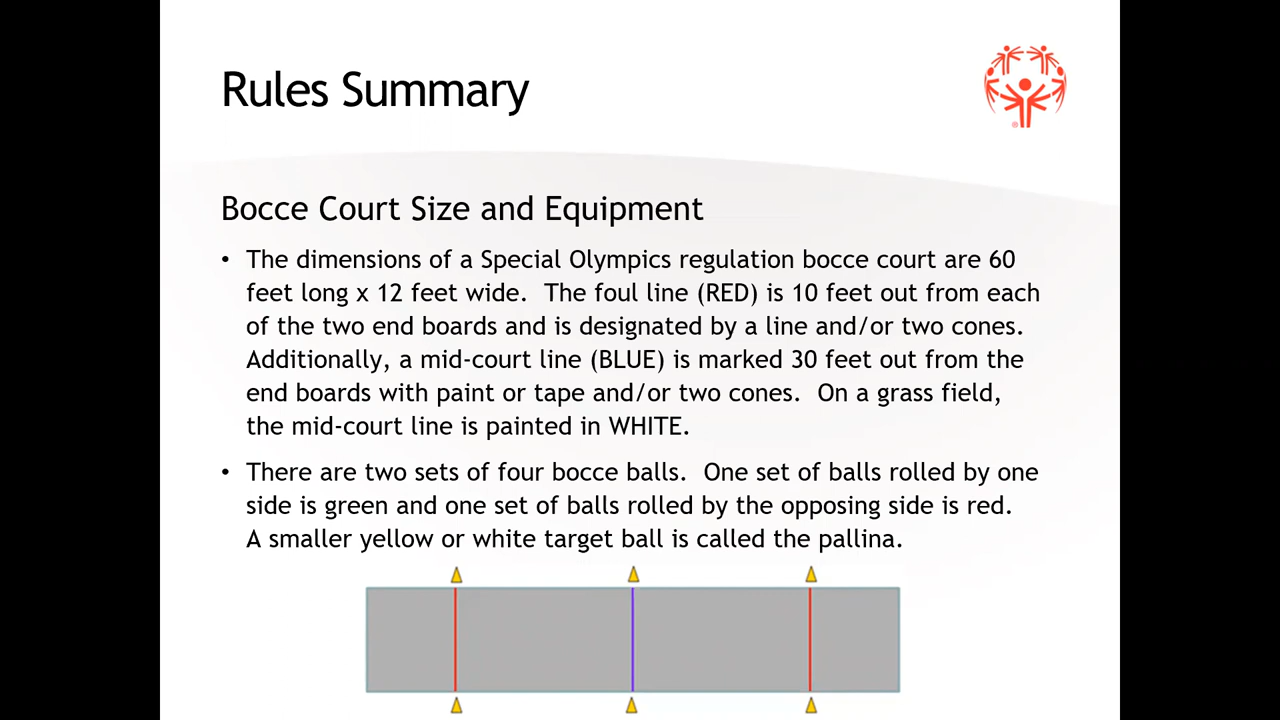 Rules Summary
Bocce Court Size and Equipment
• The dimensions of a Special Olympics regulation bocce court are 60
feet long x 12 feet wide.  The foul line (RED) is 10 feet out from each
of the two end boards and is designated by a line and/or two cones.
Additionally, a mid-court line (BLUE) is marked 30 feet out from the
end boards with paint or tape and/or two cones.  On a grass field,
the mid-court line is painted in WHITE.
• There are two sets of four bocce balls.  One set of balls rolled by one
side is green and one set of balls rolled by the opposing side is red.
A smaller yellow or white target ball is called the pallina.